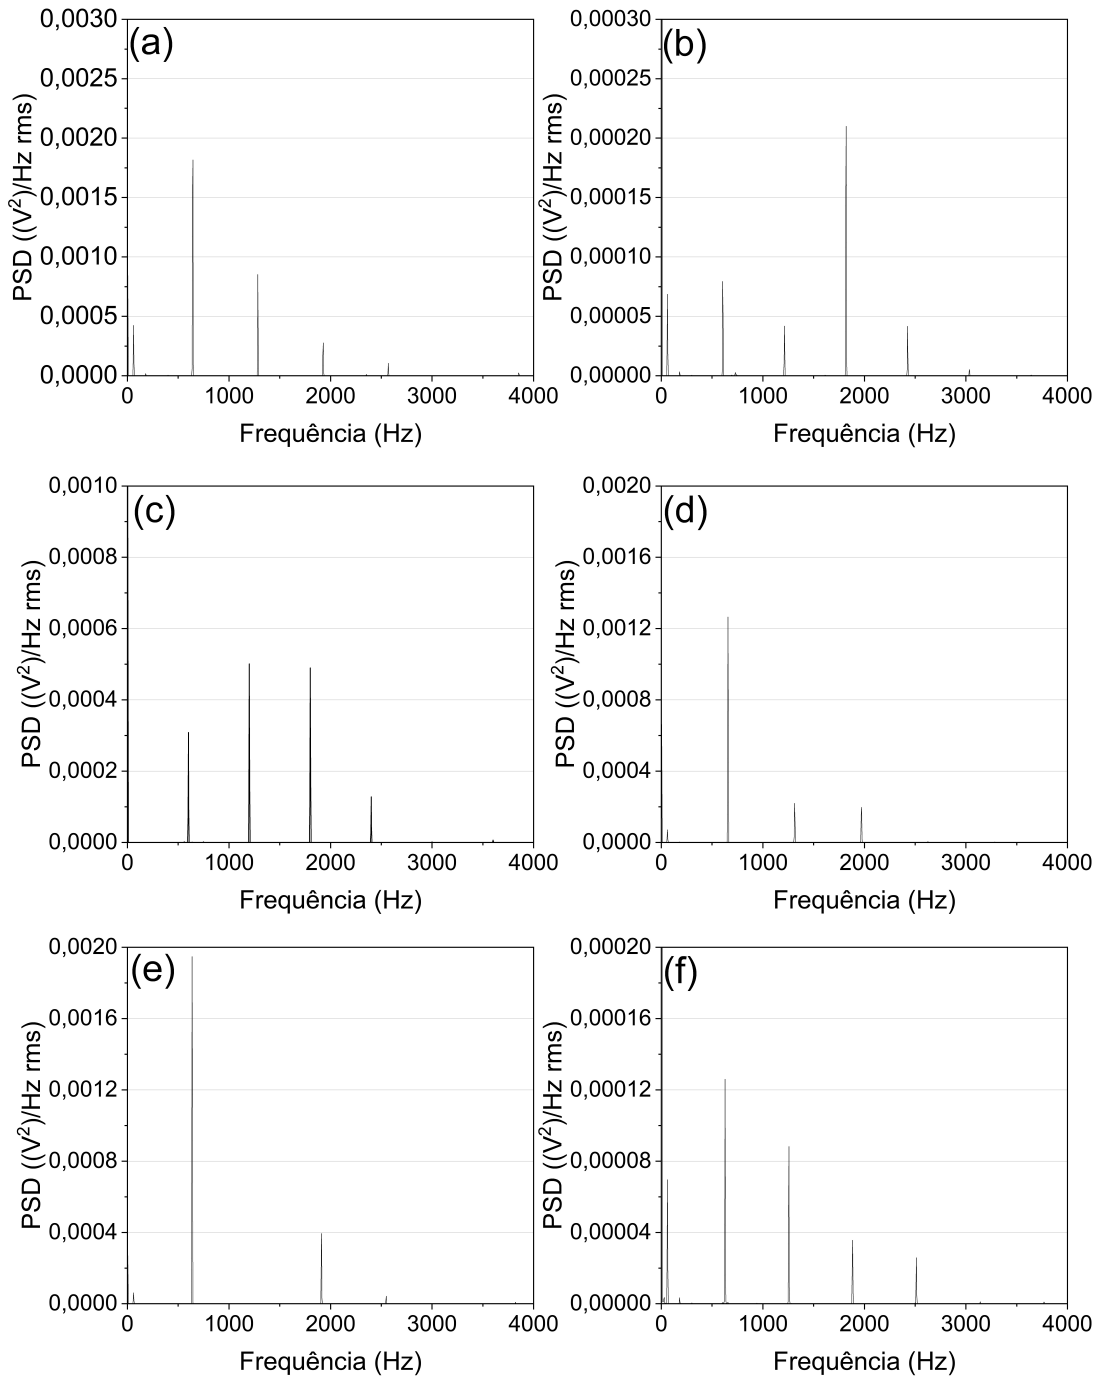 (a)
PSD ((V²)/Hz rms)
0,0030
0,0025
0,0020
0,0015
0,0010
0,0005
0,0000
0 1000 2000 3000 4000
Frequência (Hz)
(b)
PSD ((V²)/Hz rms)
0,00030
0,00025
0,00020
0,00015
0,00010
0,00005
0,00000
0 1000 2000 3000 4000
Frequência (Hz)
(c)
PSD ((V²)/Hz rms)
0,0010
0,0008
0,0006
0,0004
0,0002
0,0000
0 1000 2000 3000 4000
Frequência (Hz)
(d)
PSD ((V²)/Hz rms)
0,0020
0,0016
0,0012
0,0008
0,0004
0,0000
0 1000 2000 3000 4000
Frequência (Hz)
(e)
PSD ((V²)/Hz rms)
0,0020
0,0016
0,0012
0,0008
0,0004
0,0000
0 1000 2000 3000 4000
Frequência (Hz)
(f)
PSD ((V²)/Hz rms)
0,00020
0,00016
0,00012
0,00008
0,00004
0,00000
0 1000 2000 3000 4000
Frequência (Hz)